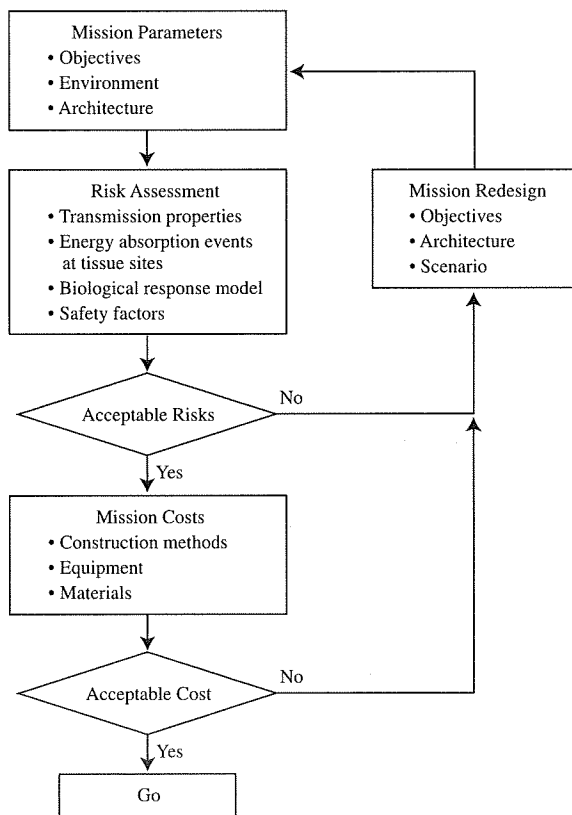 Mission Parameters
• Objectives
• Environment
• Architecture
Risk Assessment
• Transmission properties
• Energy absorption events
at tissue sites
• Biological response model
• Safety factors
Mission Redesign
• Objectives
• Architecture
• Scenario
Acceptable Risks
No
Yes
Mission Costs
• Construction methods
• Equipment
• Materials
Acceptable Cost
No
Yes
Go